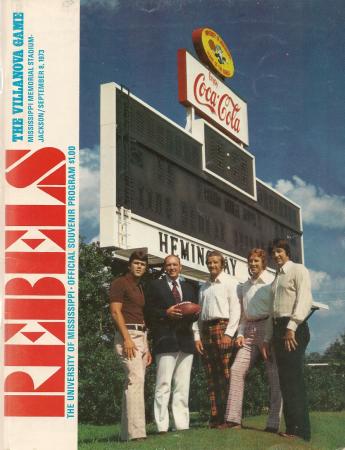 THE VILLANOVA GAME
MISSISSIPPI MEMORIAL STADIUM-
JACKSON/SEPTEMBER 8, 1973
REBELS
THE UNIVERSITY OF MISSISSIPPI • OFFICIAL SOUVENIR PROGRAM $1.00
Enjoy
Coca-Cola
HEMINGWAY